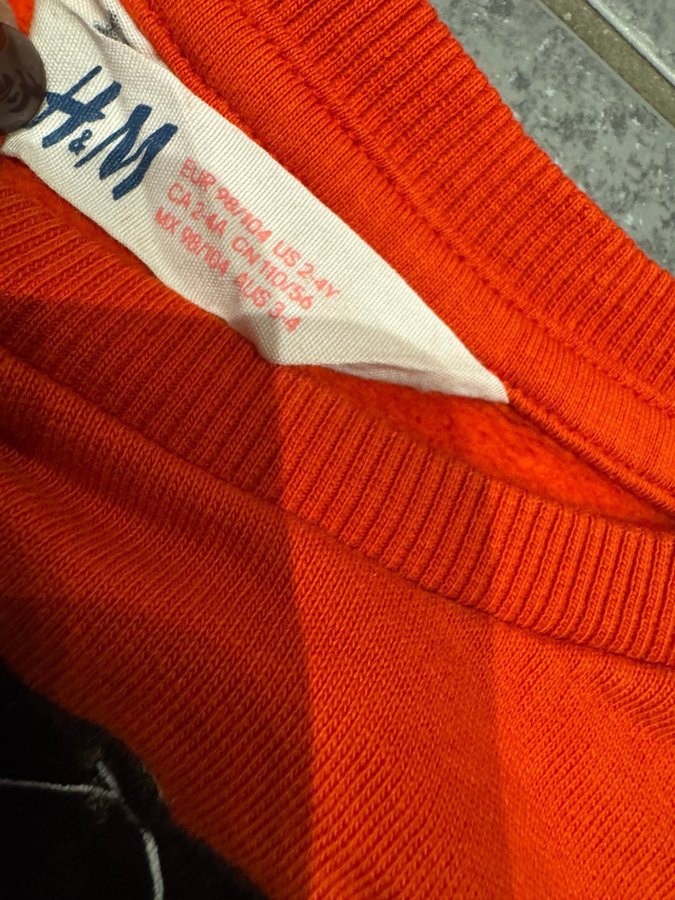 H&M
EUR 98/104 US 2-4Y
CA 2-4A CN 110/56
MX 98/104 AUS 3-4